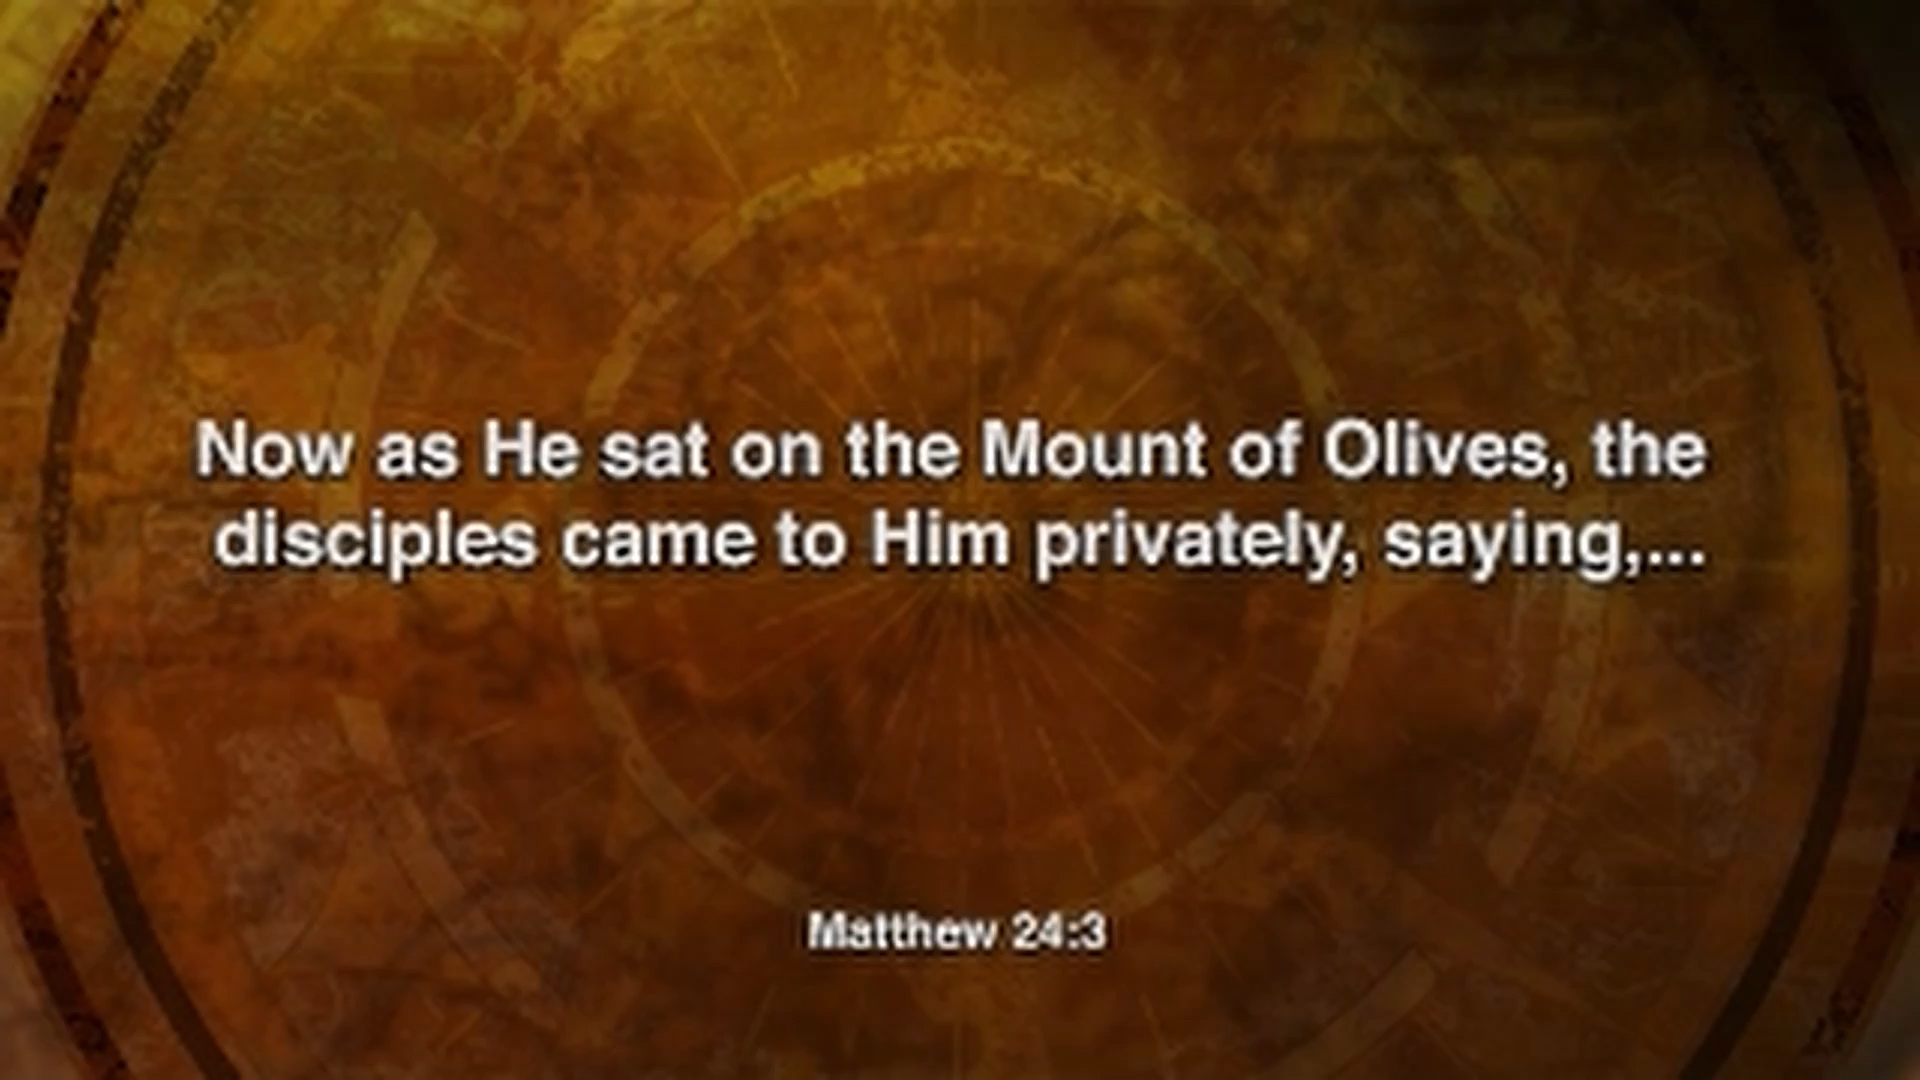 Now as He sat on the Mount of Olives, the
disciples came to Him privately, saying,...
Matthew 24:3